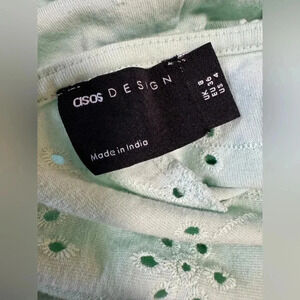 asos DESIGN
Made in India
UK 8
EU 36
US 4